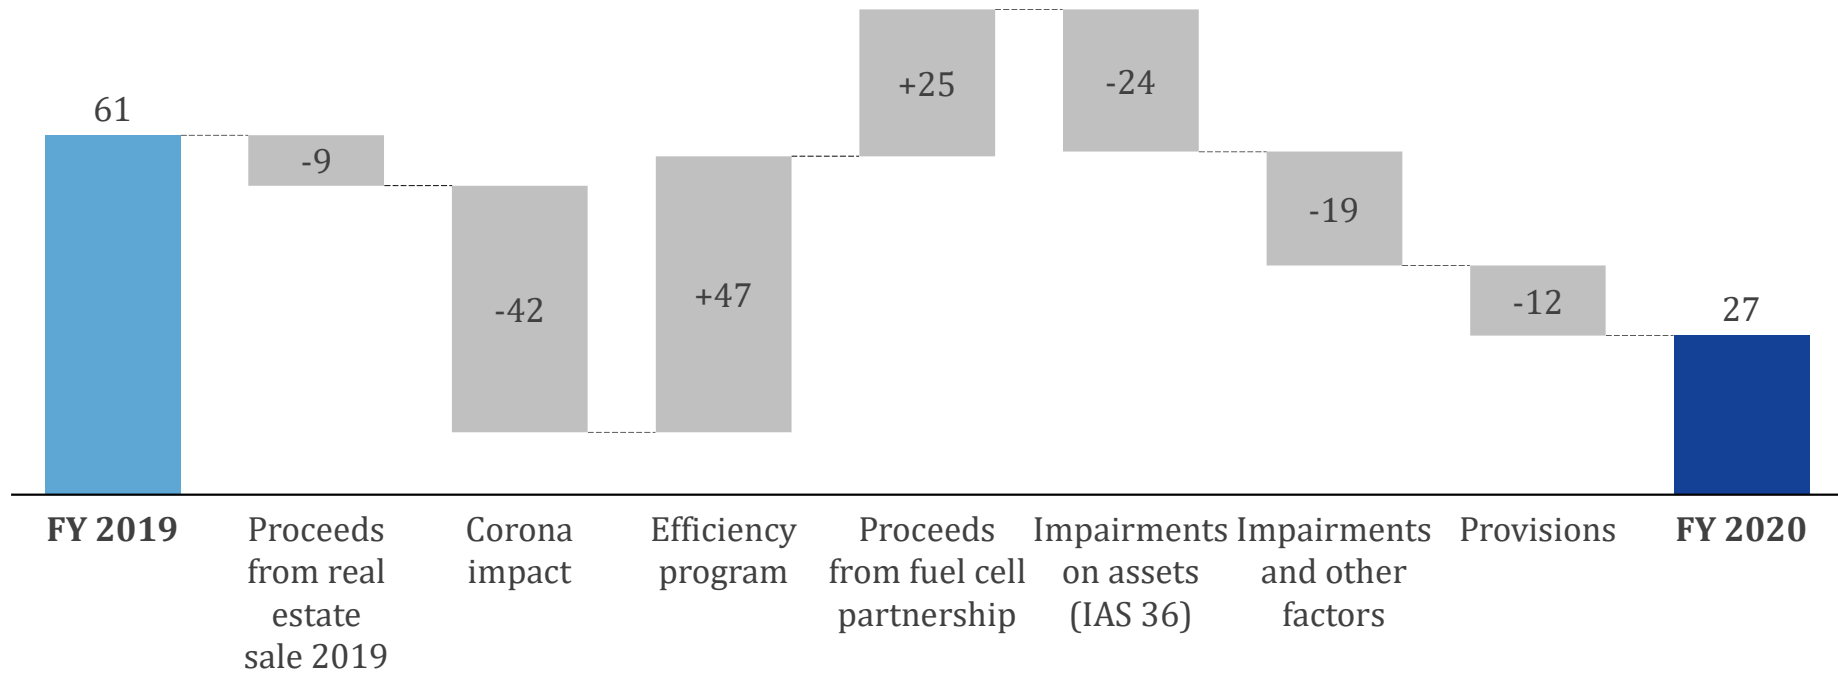 61
-9
-42
+47
+25
-24
-19
-12
27
FY 2019
Proceeds
from real
estate
sale 2019
Corona
impact
Efficiency
program
Proceeds
from fuel cell
partnership
Impairments
on assets
(IAS 36)
Impairments
and other
factors
Provisions
FY 2020